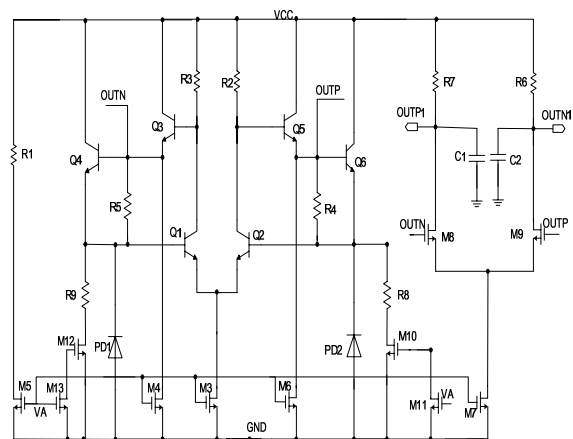 VCC
R3
R2
R7
R6
OUTN
OUTP
OUTP1
OUTN1
Q3
Q5
R1
Q4
Q6
C1
C2
R5
R4
OUTN
OUTP
Q1
Q2
M8
M9
R9
R8
M12
PD1
PD2
M10
M5
M13
M4
M3
M6
VA
VA
M11
M7
GND